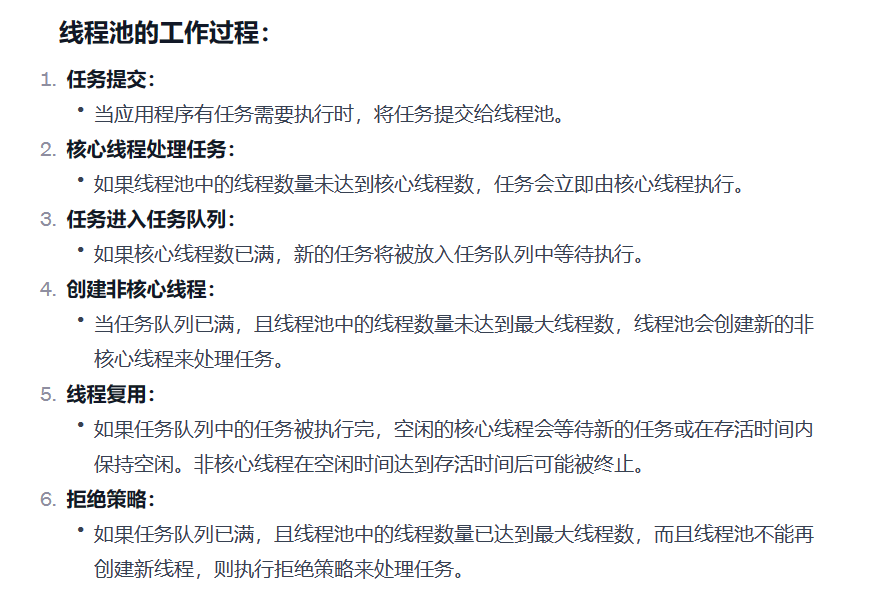 线程池的工作过程：
1. 任务提交：
• 当应用程序有任务需要执行时，将任务提交给线程池。
2. 核心线程处理任务：
• 如果线程池中的线程数量未达到核心线程数，任务会立即由核心线程执行。
3. 任务进入任务队列：
• 如果核心线程数已满，新的任务将被放入任务队列中等待执行。
4. 创建非核心线程：
• 当任务队列已满，且线程池中的线程数量未达到最大线程数，线程池会创建新的非
核心线程来处理任务。
5. 线程复用：
• 如果任务队列中的任务被执行完，空闲的核心线程会等待新的任务或在存活时间内
保持空闲。非核心线程在空闲时间达到存活时间后可能被终止。
6. 拒绝策略：
• 如果任务队列已满，且线程池中的线程数量已达到最大线程数，而且线程池不能再
创建新线程，则执行拒绝策略来处理任务。